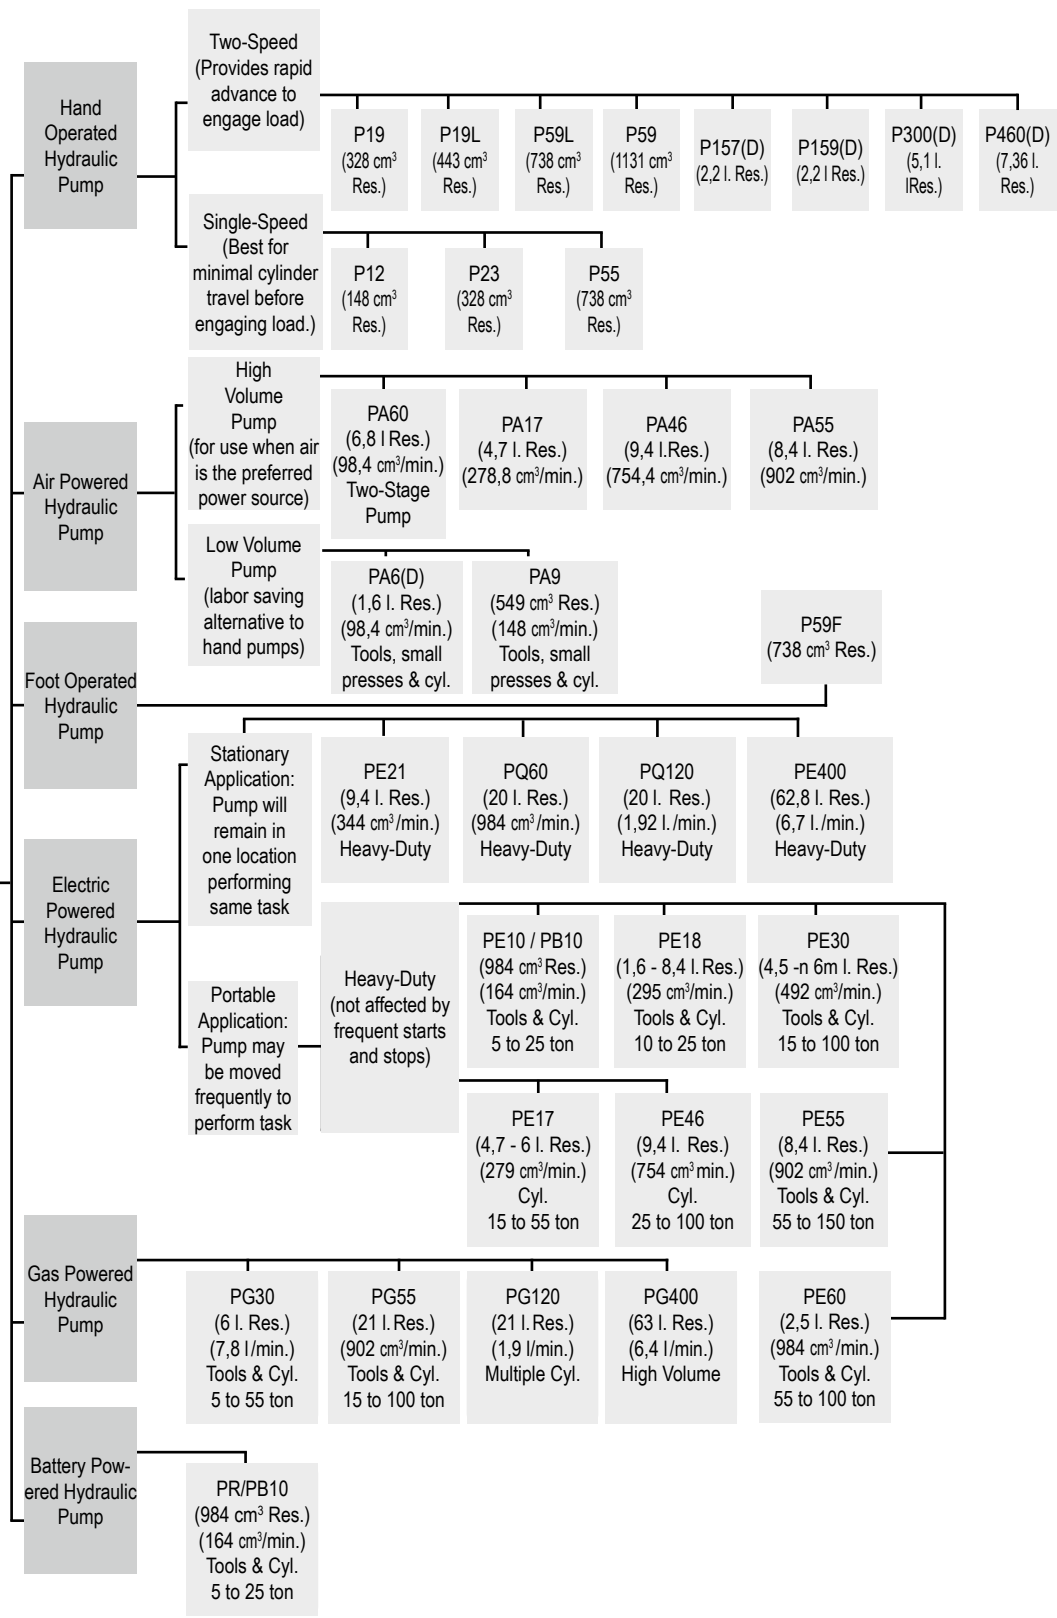 Hand
Operated
Hydraulic
Pump
Two-Speed
(Provides rapid
advance to
engage load)
P19
(328 cm³
Res.)
P19L
(443 cm³
Res.)
P59L
(738 cm³
Res.)
P59
(1131 cm³
Res.)
P157(D)
(2,2 l. Res.)
P159(D)
(2,2 l Res.)
P300(D)
(5,1 l.
lRes.)
P460(D)
(7,36 l.
Res.)
Single-Speed
(Best for
minimal cylinder
travel before
engaging load.)
P12
(148 cm³
Res.)
P23
(328 cm³
Res.)
P55
(738 cm³
Res.)
Air Powered
Hydraulic
Pump
High
Volume
Pump
(for use when air
is the preferred
power source)
PA60
(6,8 l Res.)
(98,4 cm³/min.)
Two-Stage
Pump
PA17
(4,7 l. Res.)
(278,8 cm³/min.)
PA46
(9,4 l.Res.)
(754,4 cm³/min.)
PA55
(8,4 l. Res.)
(902 cm³/min.)
Low Volume
Pump
(labor saving
alternative to
hand pumps)
PA6(D)
(1,6 l. Res.)
(98,4 cm³/min.)
Tools, small
presses & cyl.
PA9
(549 cm³ Res.)
(148 cm³/min.)
Tools, small
presses & cyl.
Foot Operated
Hydraulic
Pump
P59F
(738 cm³ Res.)
Electric
Powered
Hydraulic
Pump
Stationary
Application:
Pump will
remain in
one location
performing
same task
PE21
(9,4 l. Res.)
(344 cm³/min.)
Heavy-Duty
PQ60
(20 l. Res.)
(984 cm³/min.)
Heavy-Duty
PQ120
(20 l. Res.)
(1,92 l./min.)
Heavy-Duty
PE400
(62,8 l. Res.)
(6,7 l./min.)
Heavy-Duty
Portable
Application:
Pump may
be moved
frequently to
perform task
Heavy-Duty
(not affected by
frequent starts
and stops)
PE10 / PB10
(984 cm³ Res.)
(164 cm³/min.)
Tools & Cyl.
5 to 25 ton
PE18
(1,6 - 8,4 l. Res.)
(295 cm³/min.)
Tools & Cyl.
10 to 25 ton
PE30
(4,5 -n 6m l. Res.)
(492 cm³/min.)
Tools & Cyl.
15 to 100 ton
PE17
(4,7 - 6 l. Res.)
(279 cm³/min.)
Cyl.
15 to 55 ton
PE46
(9,4 l. Res.)
(754 cm³ min.)
Cyl.
25 to 100 ton
PE55
(8,4 l. Res.)
(902 cm³/min.)
Tools & Cyl.
55 to 150 ton
PE60
(2,5 l. Res.)
(984 cm³/min.)
Tools & Cyl.
55 to 100 ton
Gas Powered
Hydraulic
Pump
PG30
(6 l. Res.)
(7,8 l/min.)
Tools & Cyl.
5 to 55 ton
PG55
(21 l. Res.)
(902 cm³/min.)
Tools & Cyl.
15 to 100 ton
PG120
(21 l. Res.)
(1,9 l/min.)
Multiple Cyl.
PG400
(63 l. Res.)
(6,4 l/min.)
High Volume
Battery Pow-
ered Hydraulic
Pump
PR/PB10
(984 cm³ Res.)
(164 cm³/min.)
Tools & Cyl.
5 to 25 ton